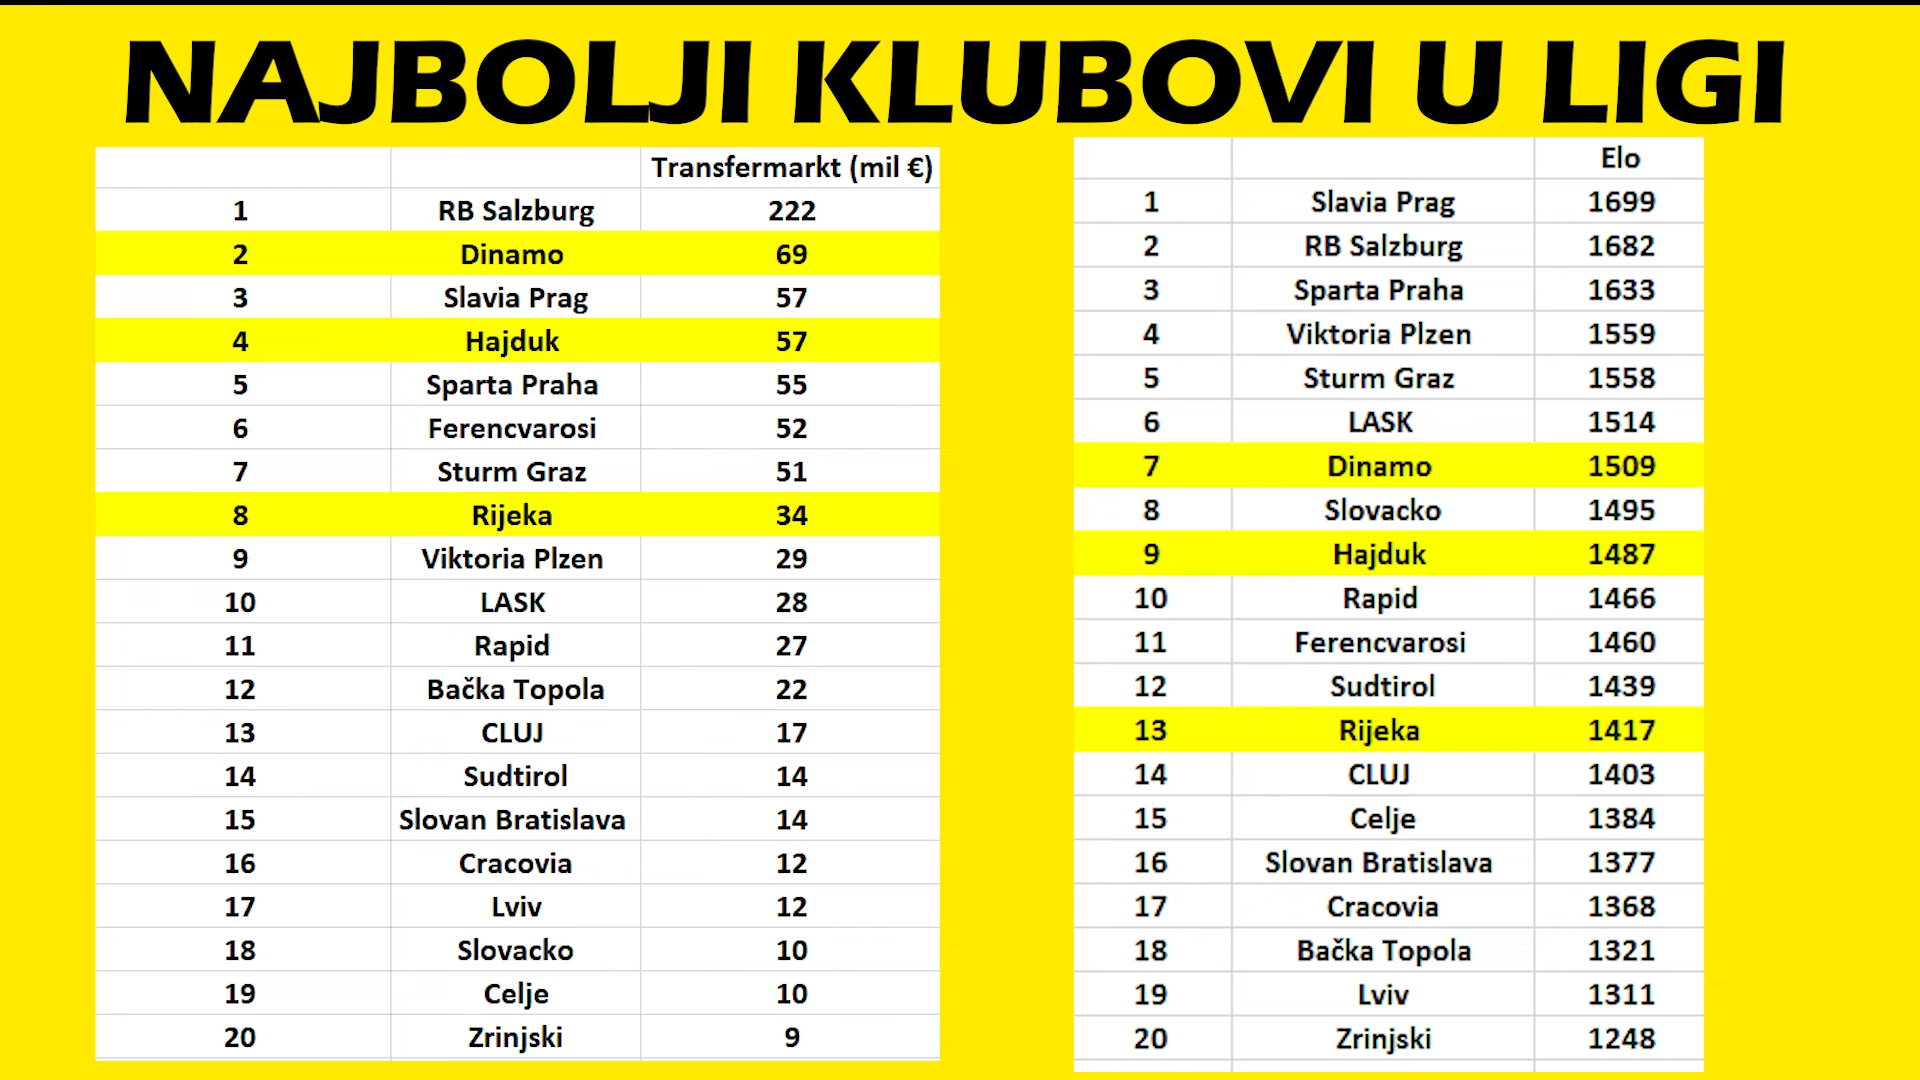 NAJBOLJI KLUBOVI U LIGI
Transfermarkt (mil €)
1 RB Salzburg 222
2 Dinamo 69
3 Slavia Prag 57
4 Hajduk 57
5 Sparta Praha 55
6 Ferencvarosi 52
7 Sturm Graz 51
8 Rijeka 34
9 Viktoria Plzen 29
10 LASK 28
11 Rapid 27
12 Bačka Topola 22
13 CLUJ 17
14 Sudtirol 14
15 Slovan Bratislava 14
16 Cracovia 12
17 Lviv 12
18 Slovacko 10
19 Celje 10
20 Zrinjski 9
Elo
1 Slavia Prag 1699
2 RB Salzburg 1682
3 Sparta Praha 1633
4 Viktoria Plzen 1559
5 Sturm Graz 1558
6 LASK 1514
7 Dinamo 1509
8 Slovacko 1495
9 Hajduk 1487
10 Rapid 1466
11 Ferencvarosi 1460
12 Sudtirol 1439
13 Rijeka 1417
14 CLUJ 1403
15 Celje 1384
16 Slovan Bratislava 1377
17 Cracovia 1368
18 Bačka Topola 1321
19 Lviv 1311
20 Zrinjski 1248